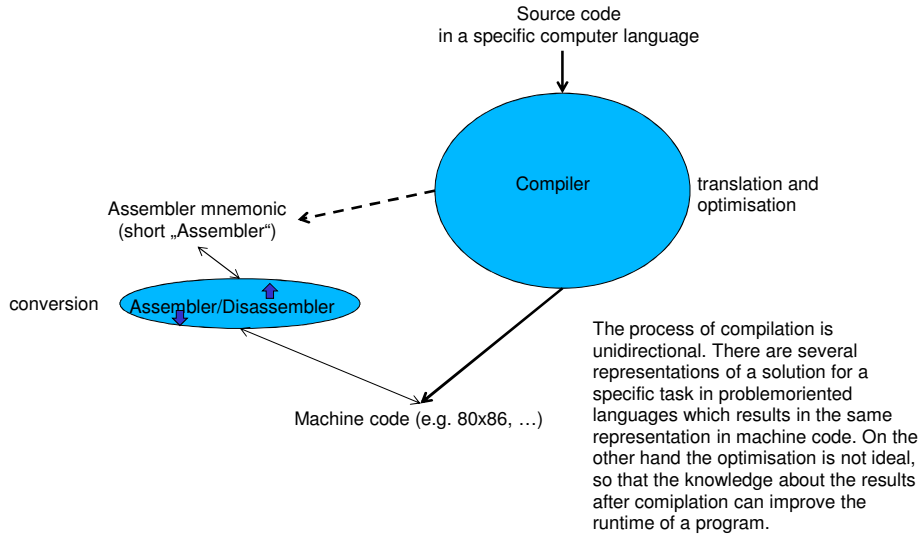 Source code
in a specific computer language
Compiler
translation and
optimisation
Assembler mnemonic
(short „Assembler“)
conversion
Assembler/Disassembler
Machine code (e.g. 80x86, …)
The process of compilation is
unidirectional. There are several
representations of a solution for a
specific task in problemoriented
languages which results in the same
representation in machine code. On the
other hand the optimisation is not ideal,
so that the knowledge about the results
after comiplation can improve the
runtime of a program.